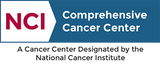 NCI
Comprehensive
Cancer Center
A Cancer Center Designated by the
National Cancer Institute